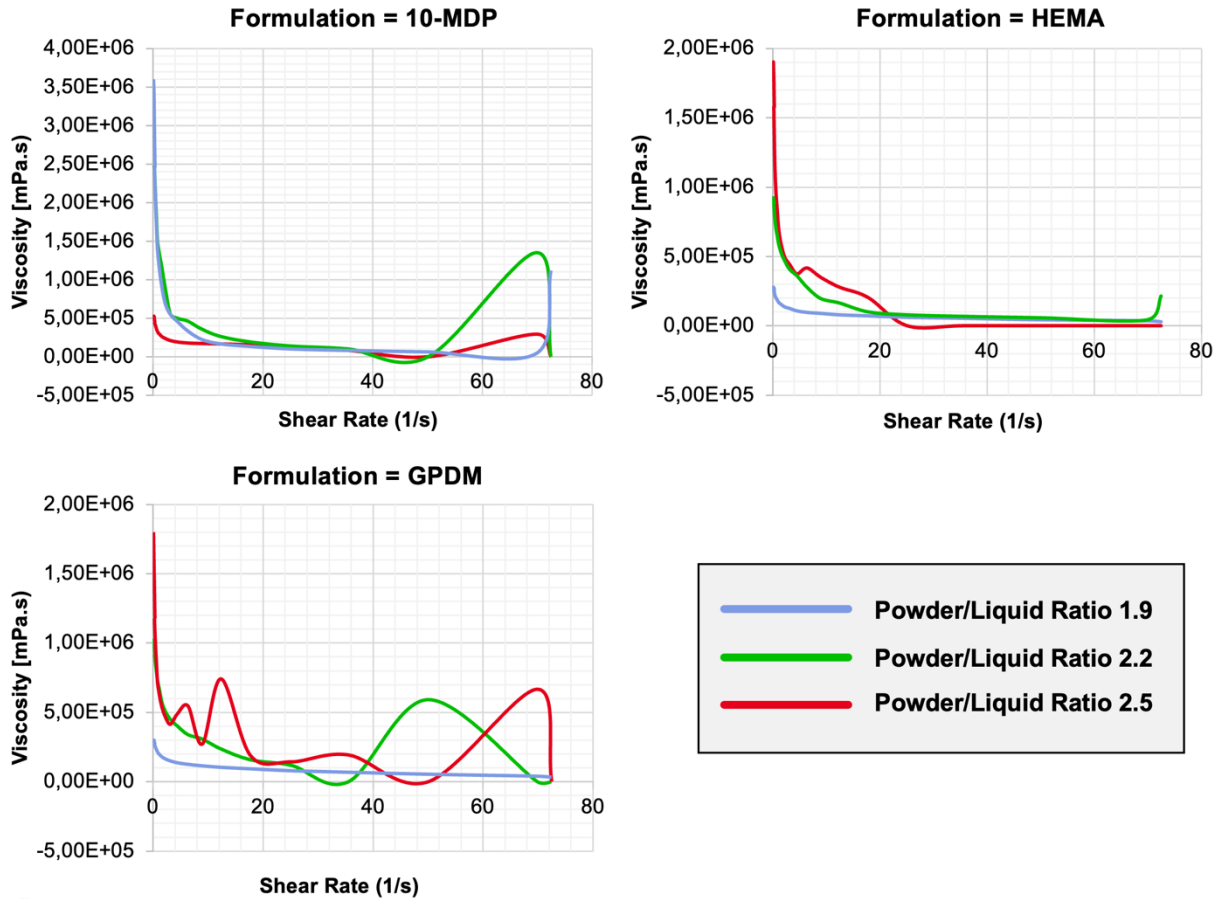 Formulation = 10-MDP
4,00E+06
3,50E+06
3,00E+06
2,50E+06
2,00E+06
1,50E+06
1,00E+06
5,00E+05
0,00E+00
-5,00E+05
Viscosity [mPa.s]
0 20 40 60 80
Shear Rate (1/s)
Formulation = HEMA
2,00E+06
1,50E+06
1,00E+06
5,00E+05
0,00E+00
-5,00E+05
Viscosity [mPa.s]
0 20 40 60 80
Shear Rate (1/s)
Formulation = GPDM
2,00E+06
1,50E+06
1,00E+06
5,00E+05
0,00E+00
-5,00E+05
Viscosity [mPa.s]
0 20 40 60 80
Shear Rate (1/s)
Powder/Liquid Ratio 1.9
Powder/Liquid Ratio 2.2
Powder/Liquid Ratio 2.5